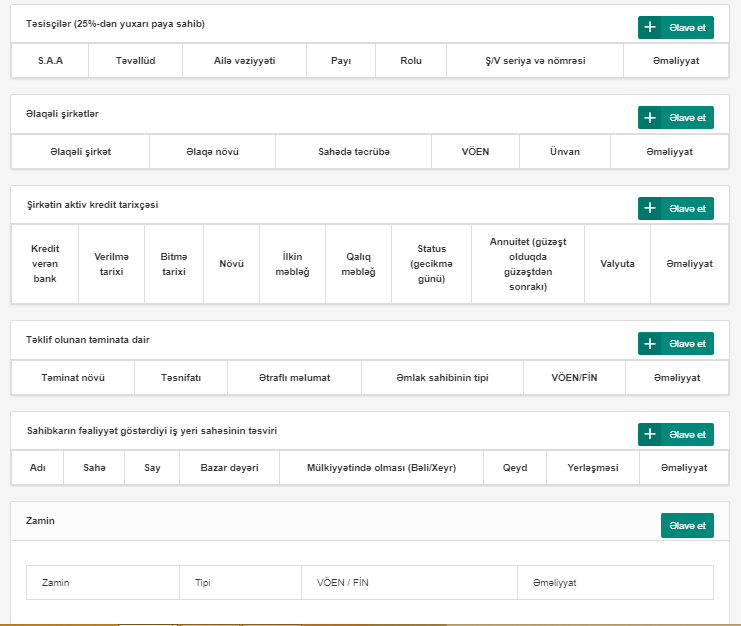 Təsisçilər (25%-dən yuxarı paya sahib)
Əlavə et
S.A.A Təvəllüd Ailə vəziyyəti Payı Rolu Ş/V seriya və nömrəsi Əməliyyat
Əlaqəli şirkətlər
Əlavə et
Əlaqəli şirkət Əlaqə növü Sahədə təcrübə VÖEN Ünvan Əməliyyat
Şirkətin aktiv kredit tarixçəsi
Əlavə et
Kredit
verən
bank
Verilmə
tarixi
Bitmə
tarixi
Növü
İlkin
məbləğ
Qalıq
məbləğ
Status
(gecikmə
günü)
Annuitet (güzəşt
olduqda
güzəştdən
sonrakı)
Valyuta
Əməliyyat
Təklif olunan təminata dair
Əlavə et
Təminat növü Təsnifatı Ətraflı məlumat Əmlak sahibinin tipi VÖEN/FİN Əməliyyat
Sahibkarın fəaliyyət göstərdiyi iş yeri sahəsinin təsviri
Əlavə et
Adı Sahə Say Bazar dəyəri Mülkiyyətində olması (Bəli/Xeyr) Qeyd Yerləşməsi Əməliyyat
Zamin
Əlavə et
Zamin Tipi VÖEN / FİN Əməliyyat